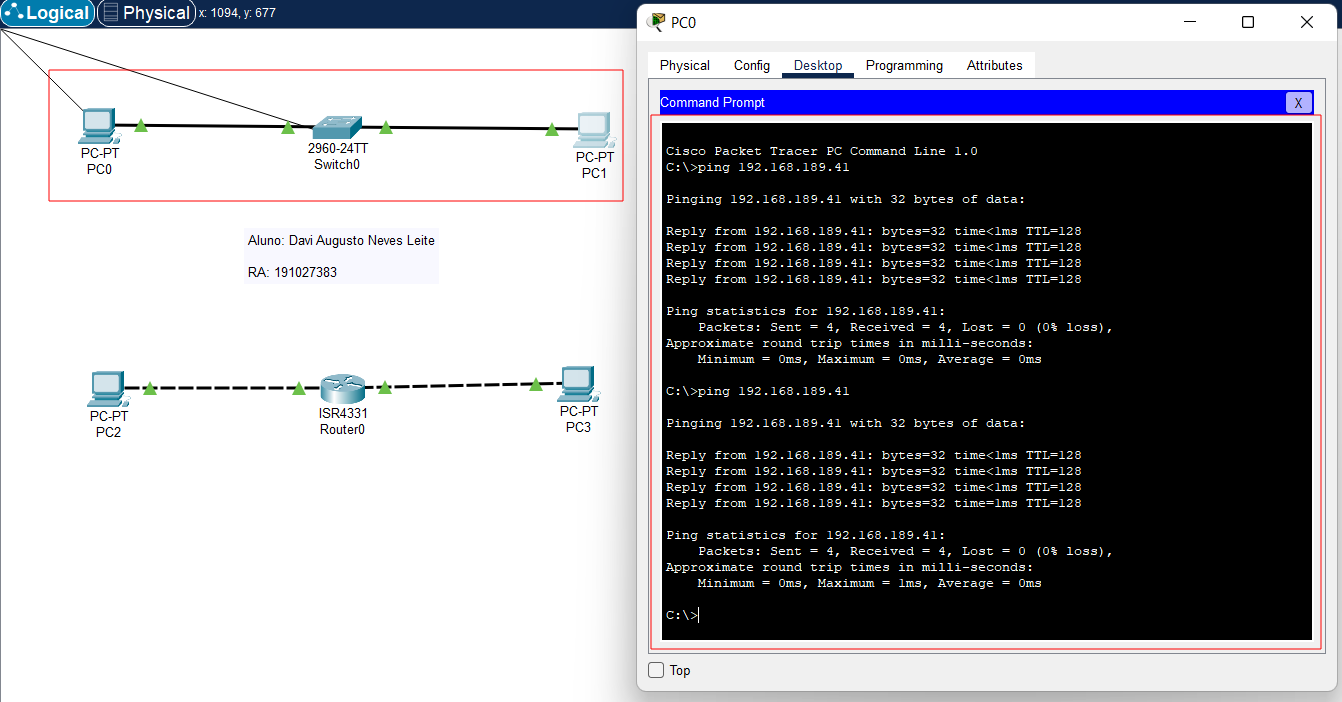 Logical Physical x: 1094, y: 677
PC-PT
PC0
2960-24TT
Switch0
PC-PT
PC1
Aluno: Davi Augusto Neves Leite
RA: 191027383
PC-PT
PC2
ISR4331
Router0
PC-PT
PC3
PC0
Physical Config Desktop Programming Attributes
Command Prompt X
Cisco Packet Tracer PC Command Line 1.0
C:\>ping 192.168.189.41
Pinging 192.168.189.41 with 32 bytes of data:
Reply from 192.168.189.41: bytes=32 time<1ms TTL=128
Reply from 192.168.189.41: bytes=32 time<1ms TTL=128
Reply from 192.168.189.41: bytes=32 time<1ms TTL=128
Reply from 192.168.189.41: bytes=32 time<1ms TTL=128
Ping statistics for 192.168.189.41:
Packets: Sent = 4, Received = 4, Lost = 0 (0% loss),
Approximate round trip times in milli-seconds:
Minimum = 0ms, Maximum = 0ms, Average = 0ms
C:\>ping 192.168.189.41
Pinging 192.168.189.41 with 32 bytes of data:
Reply from 192.168.189.41: bytes=32 time<1ms TTL=128
Reply from 192.168.189.41: bytes=32 time<1ms TTL=128
Reply from 192.168.189.41: bytes=32 time<1ms TTL=128
Reply from 192.168.189.41: bytes=32 time=1ms TTL=128
Ping statistics for 192.168.189.41:
Packets: Sent = 4, Received = 4, Lost = 0 (0% loss),
Approximate round trip times in milli-seconds:
Minimum = 0ms, Maximum = 1ms, Average = 0ms
C:\>
Top